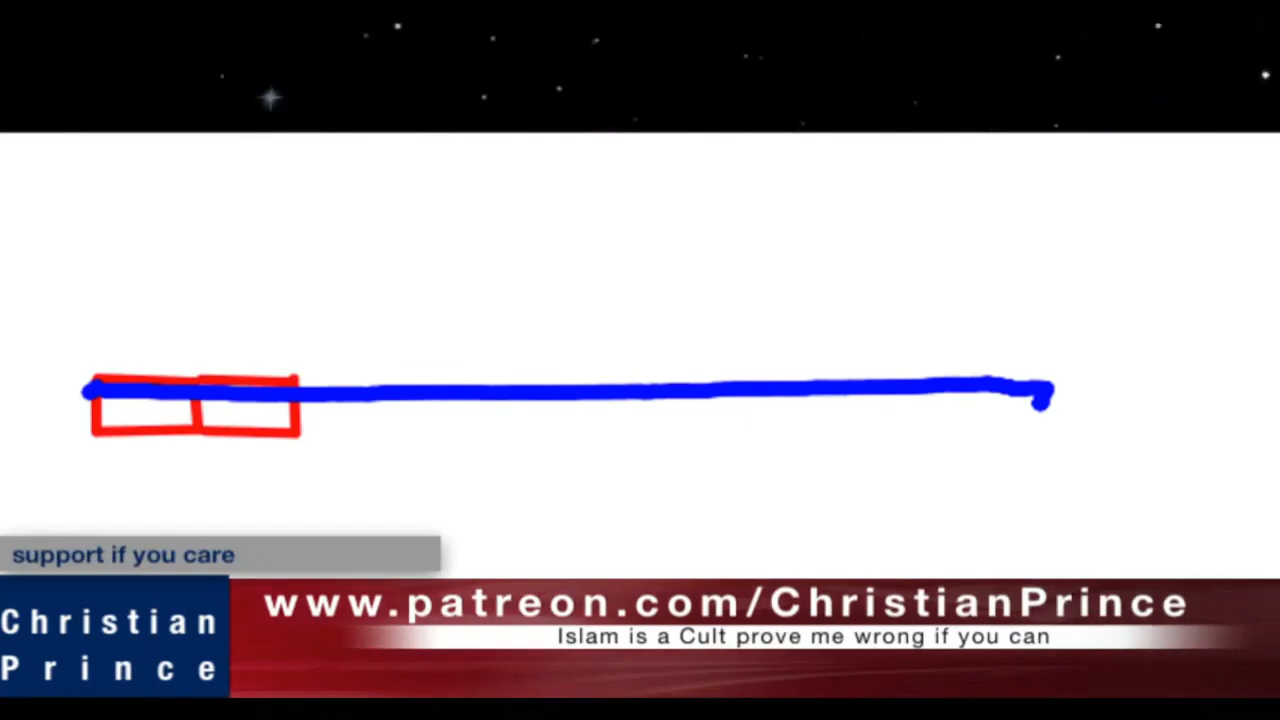 support if you care
Christian
Prince
www.patreon.com/ChristianPrince
Islam is a Cult prove me wrong if you can